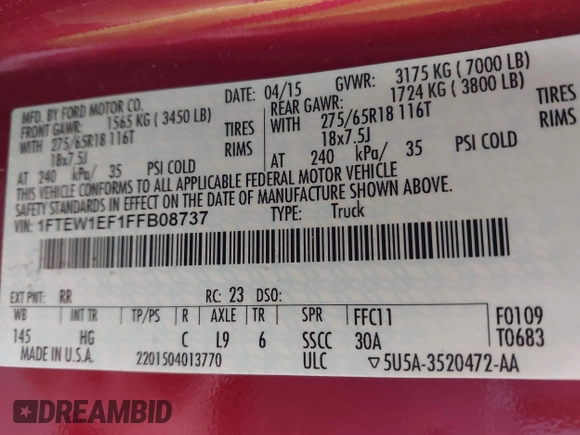 MFD. BY FORD MOTOR CO. DATE: 04/15 GVWR: 3175 KG ( 7000 LB)
FRONT GAWR: 1565 KG ( 3450 LB) REAR GAWR: 1724 KG ( 3800 LB)
WITH 275/65R18 116T TIRES WITH 275/65R18 116T TIRES
18x7.5J RIMS 18x7.5J RIMS
AT 240 kPa/ 35 PSI COLD AT 240 kPa/ 35 PSI COLD
THIS VEHICLE CONFORMS TO ALL APPLICABLE FEDERAL MOTOR VEHICLE
SAFETY STANDARDS IN EFFECT ON THE DATE OF MANUFACTURE SHOWN ABOVE.
VIN: 1FTEW1EF1FFB08737 TYPE: Truck
EXT PNT: RR RC: 23 DSO:
WB INT TR TP/PS R AXLE TR SPR FFC11 F0109
145 HG C L9 6 SSCC 30A T0683
MADE IN U.S.A. 2201504013770 ULC ▽5U5A-3520472-AA
DREAMBID